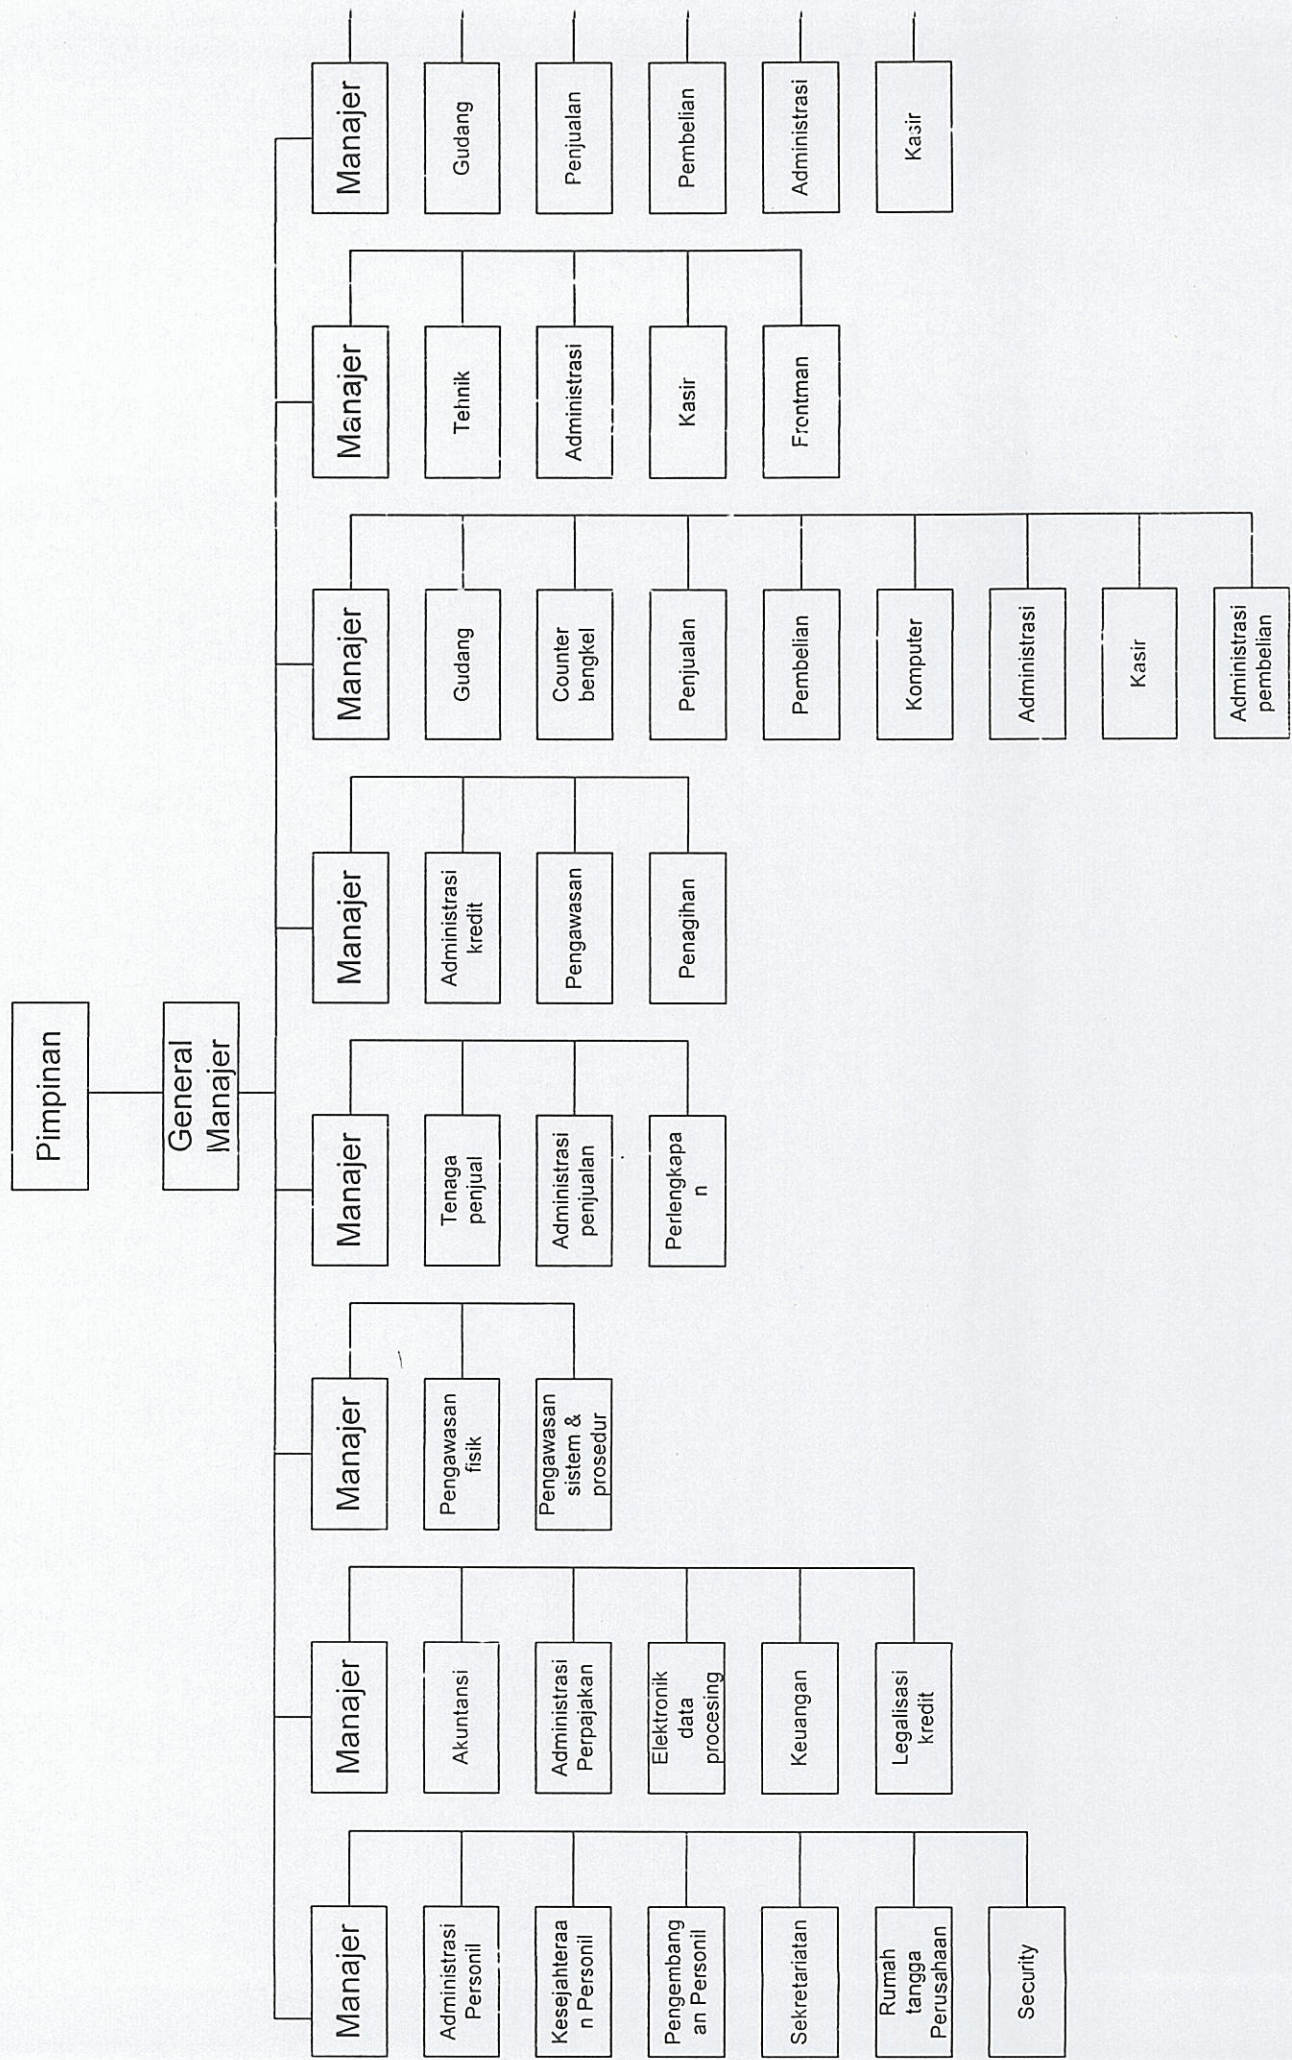 Pimpinan
General
Manajer
Manajer
Administrasi
Personil
Kesejahteraa
n Personil
Pengembang
an Personil
Sekretariatan
Rumah
tangga
Perusahaan
Security
Manajer
Akuntansi
Administrasi
Perpajakan
Elektronik
data
procesing
Keuangan
Legalisasi
kredit
Manajer
Pengawasan
fisik
Pengawasan
sistem &
prosedur
Manajer
Tenaga
penjual
Administrasi
penjualan
Perlengkapa
n
Manajer
Administrasi
kredit
Pengawasan
Penagihan
Manajer
Gudang
Counter
bengkel
Penjualan
Pembelian
Komputer
Administrasi
Kasir
Administrasi
pembelian
Manajer
Tehnik
Administrasi
Kasir
Frontman
Manajer
Gudang
Penjualan
Pembelian
Administrasi
Kasir